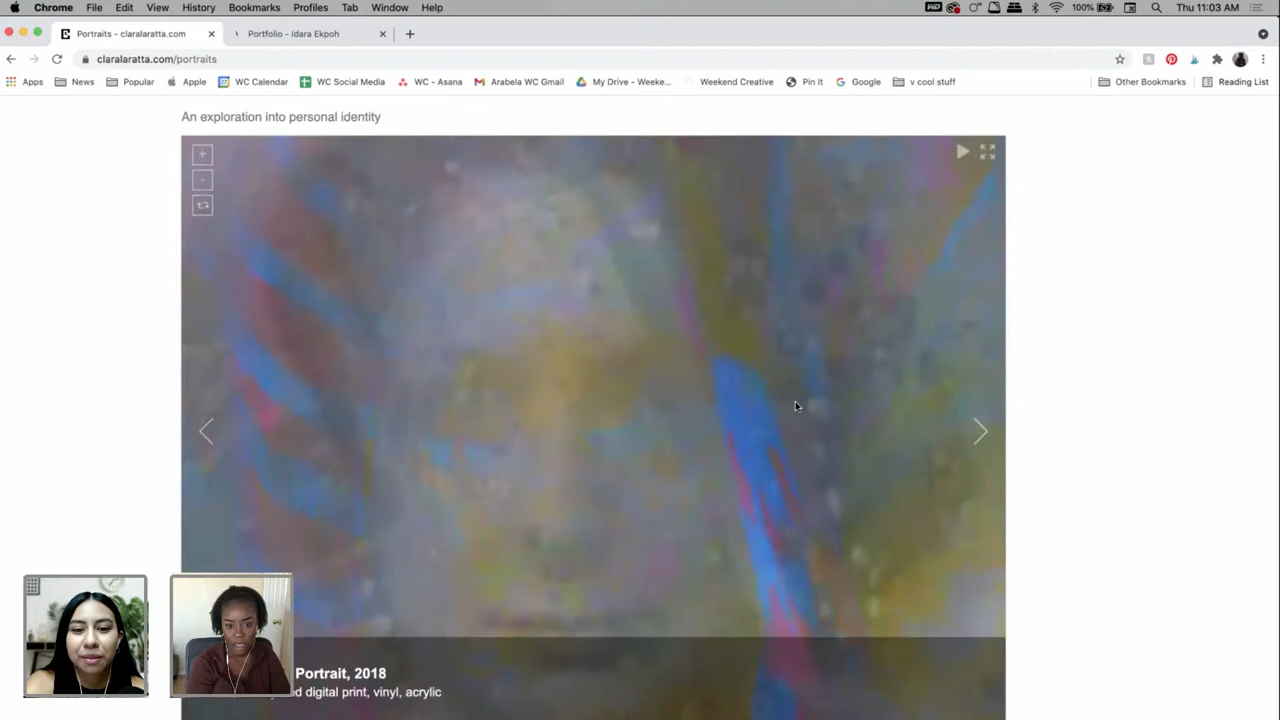 Chrome File Edit View History Bookmarks Profiles Tab Window Help 100% Thu 11:03 AM
Portraits - claralaratta.com Portfolio - Idara Ekpoh
claralaratta.com/portraits
Apps News Popular Apple WC Calendar WC Social Media WC - Asana Arabela WC Gmail My Drive - Weeke... Weekend Creative Pin It Google v cool stuff Other Bookmarks Reading List
An exploration into personal identity
Portrait, 2018
digital print, vinyl, acrylic